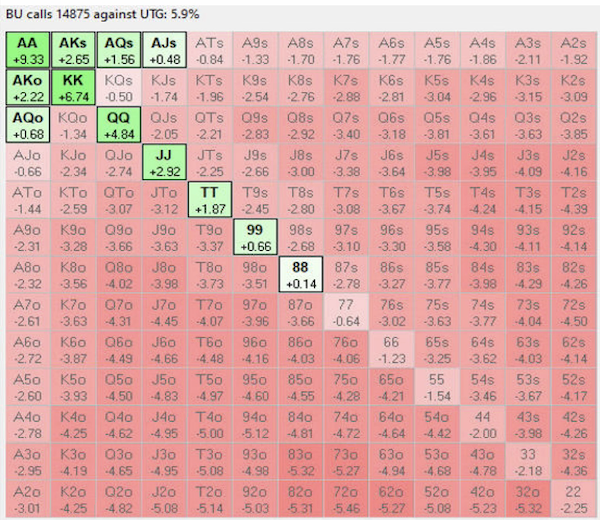 BU calls 14875 against UTG: 5.9%
AA AKs AQs AJs ATs A9s A8s A7s A6s A5s A4s A3s A2s
+9.33 +2.65 +1.56 +0.48 -0.84 -1.33 -1.70 -1.76 -1.77 -1.76 -1.86 -2.11 -1.92
AKo KK KQs KJs KTs K9s K8s K7s K6s K5s K4s K3s K2s
+2.22 +6.74 -0.50 -1.74 -1.96 -2.54 -2.76 -2.88 -2.81 -3.04 -2.96 -3.15 -3.09
AQo KQo QQ QJs QTs Q9s Q8s Q7s Q6s Q5s Q4s Q3s Q2s
+0.68 -1.34 +4.84 -2.05 -2.21 -2.83 -2.92 -3.40 -3.18 -3.81 -3.61 -3.63 -3.85
AJo KJo QJo JJ JTs J9s J8s J7s J6s J5s J4s J3s J2s
-0.66 -2.34 -2.74 +2.92 -2.25 -2.66 -3.00 -3.38 -3.64 -3.98 -3.95 -4.09 -4.16
ATo KTo QTo JTo TT T9s T8s T7s T6s T5s T4s T3s T2s
-1.44 -2.59 -3.07 -3.12 +1.87 -2.45 -2.80 -3.08 -3.67 -3.74 -4.24 -4.15 -4.39
A9o K9o Q9o J9o T9o 99 98s 97s 96s 95s 94s 93s 92s
-2.31 -3.28 -3.66 -3.63 -3.37 +0.66 -2.68 -3.10 -3.30 -3.58 -4.30 -4.11 -4.14
A8o K8o Q8o J8o T8o 98o 88 87s 86s 85s 84s 83s 82s
-2.32 -3.56 -4.02 -3.98 -3.73 -3.51 +0.14 -2.78 -3.27 -3.77 -3.98 -4.29 -4.26
A7o K7o Q7o J7o T7o 97o 87o 77 76s 75s 74s 73s 72s
-2.61 -3.63 -4.31 -4.45 -4.07 -3.96 -3.66 -0.64 -3.02 -3.63 -3.77 -4.04 -4.50
A6o K6o Q6o J6o T6o 96o 86o 76o 66 65s 64s 63s 62s
-2.72 -3.87 -4.49 -4.66 -4.48 -4.16 -4.03 -4.06 -1.23 -3.25 -3.62 -4.03 -4.14
A5o K5o Q5o J5o T5o 95o 85o 75o 65o 55 54s 53s 52s
-2.60 -3.93 -4.50 -4.83 -4.97 -4.60 -4.55 -4.28 -4.21 -1.54 -3.46 -3.67 -4.17
A4o K4o Q4o J4o T4o 94o 84o 74o 64o 54o 44 43s 42s
-2.78 -4.25 -4.62 -4.95 -5.00 -5.12 -4.81 -4.72 -4.64 -4.42 -2.00 -3.98 -4.26
A3o K3o Q3o J3o T3o 93o 83o 73o 63o 53o 43o 33 32s
-2.95 -4.19 -4.65 -4.95 -5.08 -4.98 -5.32 -5.27 -4.94 -4.68 -4.78 -2.18 -4.36
A2o K2o Q2o J2o T2o 92o 82o 72o 62o 52o 42o 32o 22
-3.01 -4.25 -4.82 -5.08 -5.14 -5.03 -5.31 -5.46 -5.27 -5.08 -5.23 -5.32 -2.25